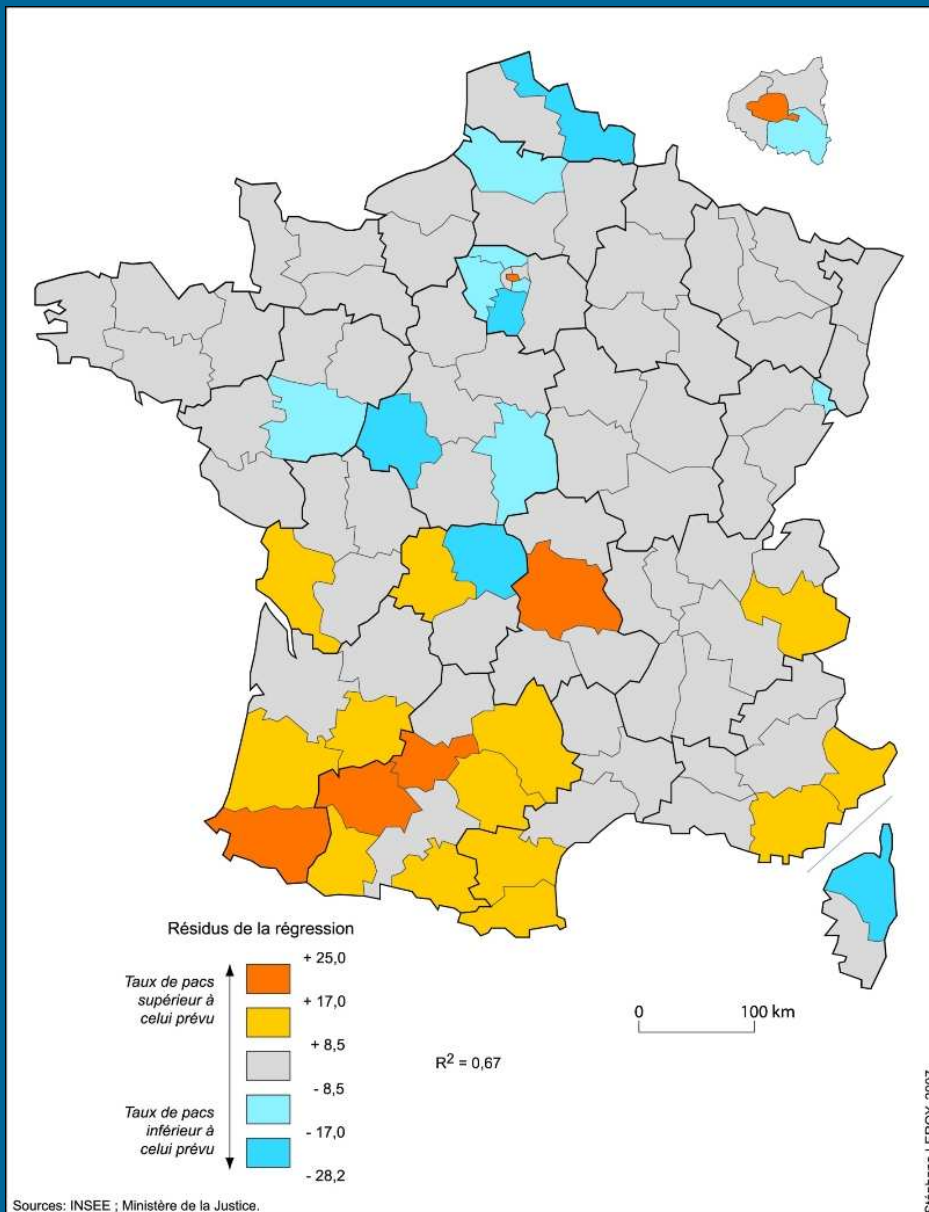 Résidus de la régression
+ 25,0
Taux de pacs
supérieur à
celui prévu
+ 17,0
+ 8,5
- 8,5
Taux de pacs
inférieur à
celui prévu
- 17,0
- 28,2
R2 = 0,67
0 100 km
Sources: INSEE ; Ministère de la Justice.